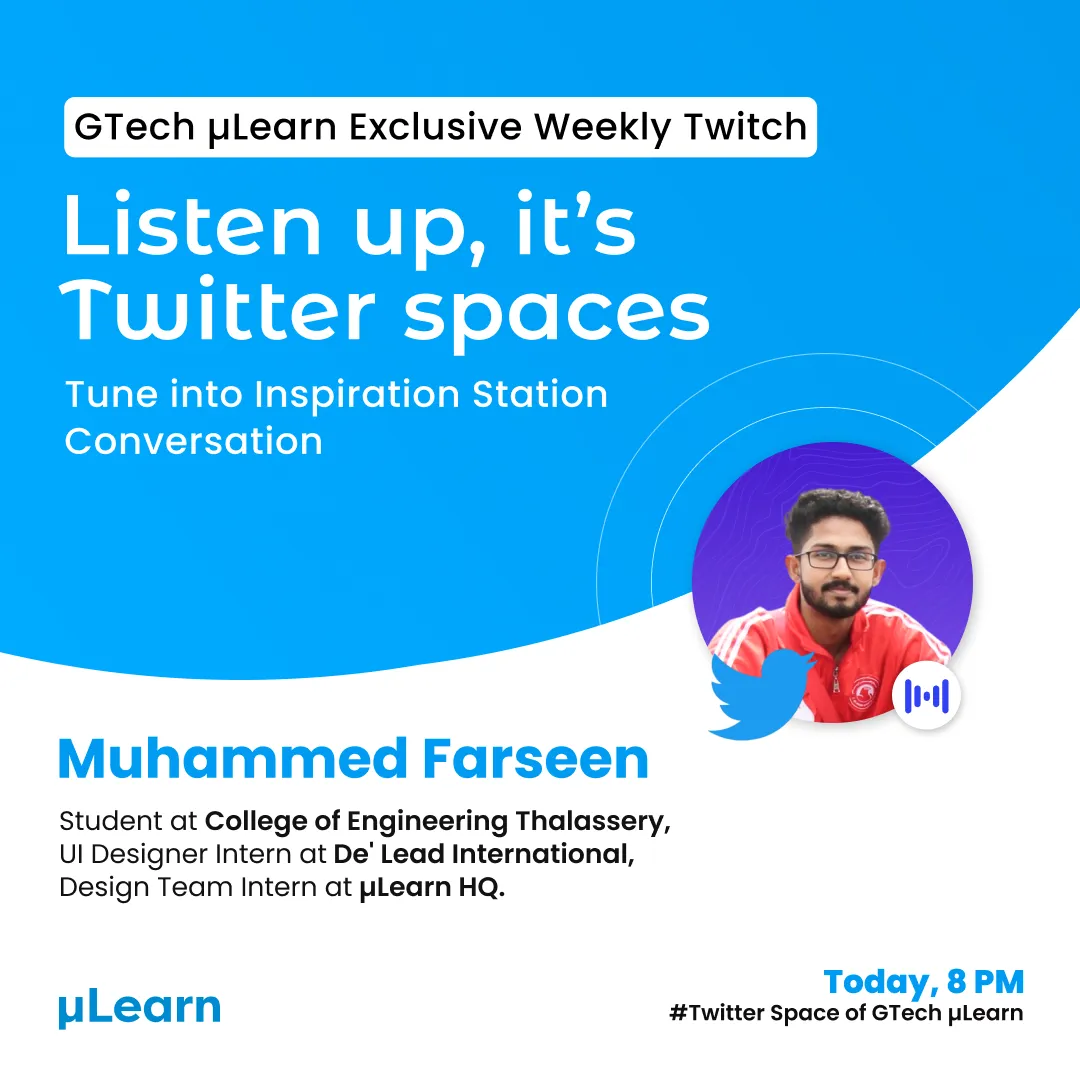 GTech µLearn Exclusive Weekly Twitch
Listen up, it’s
Twitter spaces
Tune into Inspiration Station
Conversation
Muhammed Farseen
Student at College of Engineering Thalassery,
UI Designer Intern at De' Lead International,
Design Team Intern at µLearn HQ.
µLearn
Today, 8 PM
#Twitter Space of GTech µLearn